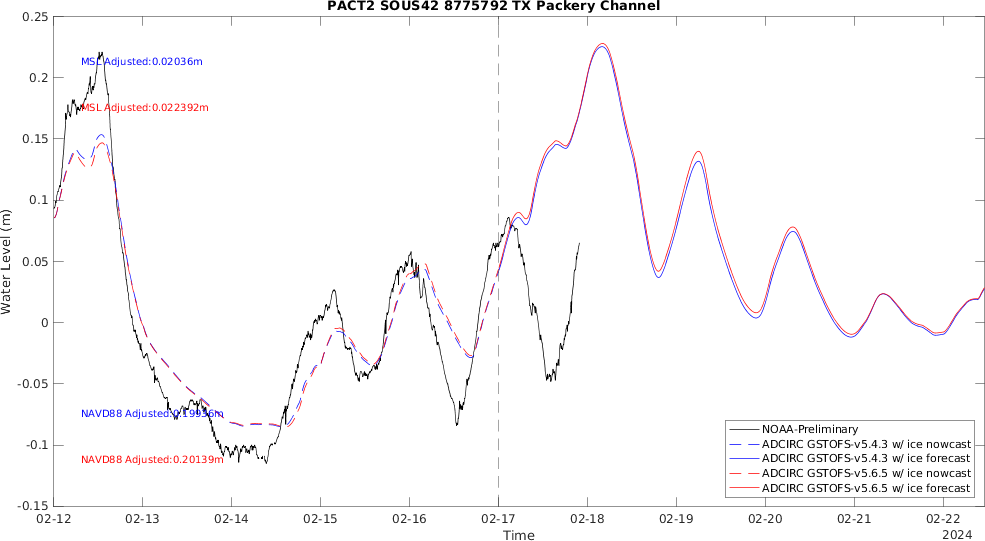 PACT2 SOUS42 8775792 TX Packery Channel
0.25
0.2
0.15
0.1
0.05
0
-0.05
-0.1
-0.15
Water Level (m)
MSL Adjusted:0.02036m
MSL Adjusted:0.022392m
NAVD88 Adjusted:0.19936m
NAVD88 Adjusted:0.20139m
NOAA-Preliminary
ADCIRC GSTOFS-v5.4.3 w/ ice nowcast
ADCIRC GSTOFS-v5.4.3 w/ ice forecast
ADCIRC GSTOFS-v5.6.5 w/ ice nowcast
ADCIRC GSTOFS-v5.6.5 w/ ice forecast
02-12 02-13 02-14 02-15 02-16 02-17 02-18 02-19 02-20 02-21 02-22
Time
2024